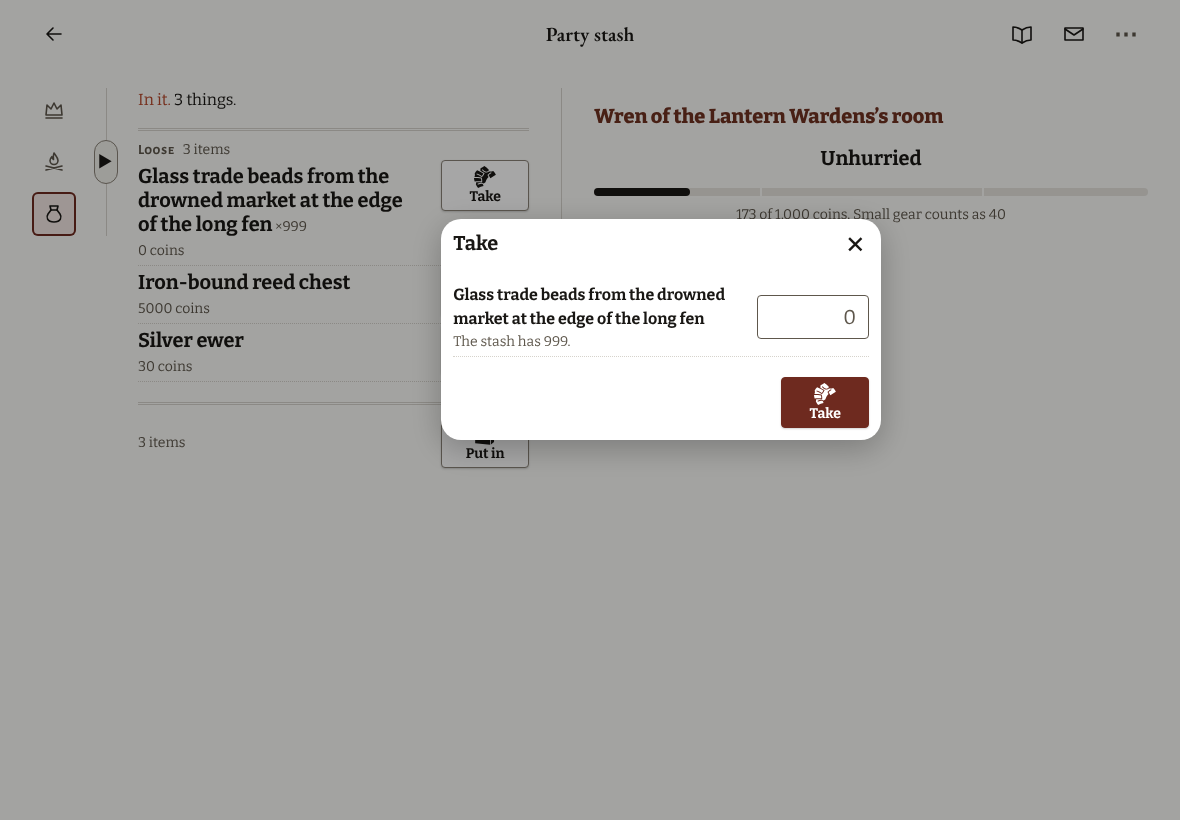 Party stash
In it. 3 things.
LOOSE 3 items
Glass trade beads from the
drowned market at the edge
of the long fen ×999
0 coins
Take
Iron-bound reed chest
5000 coins
Silver ewer
30 coins
3 items
Put in
Wren of the Lantern Wardens’s room
Unhurried
173 of 1,000 coins. Small gear counts as 40
Take
Glass trade beads from the drowned
market at the edge of the long fen
The stash has 999.
0
Take